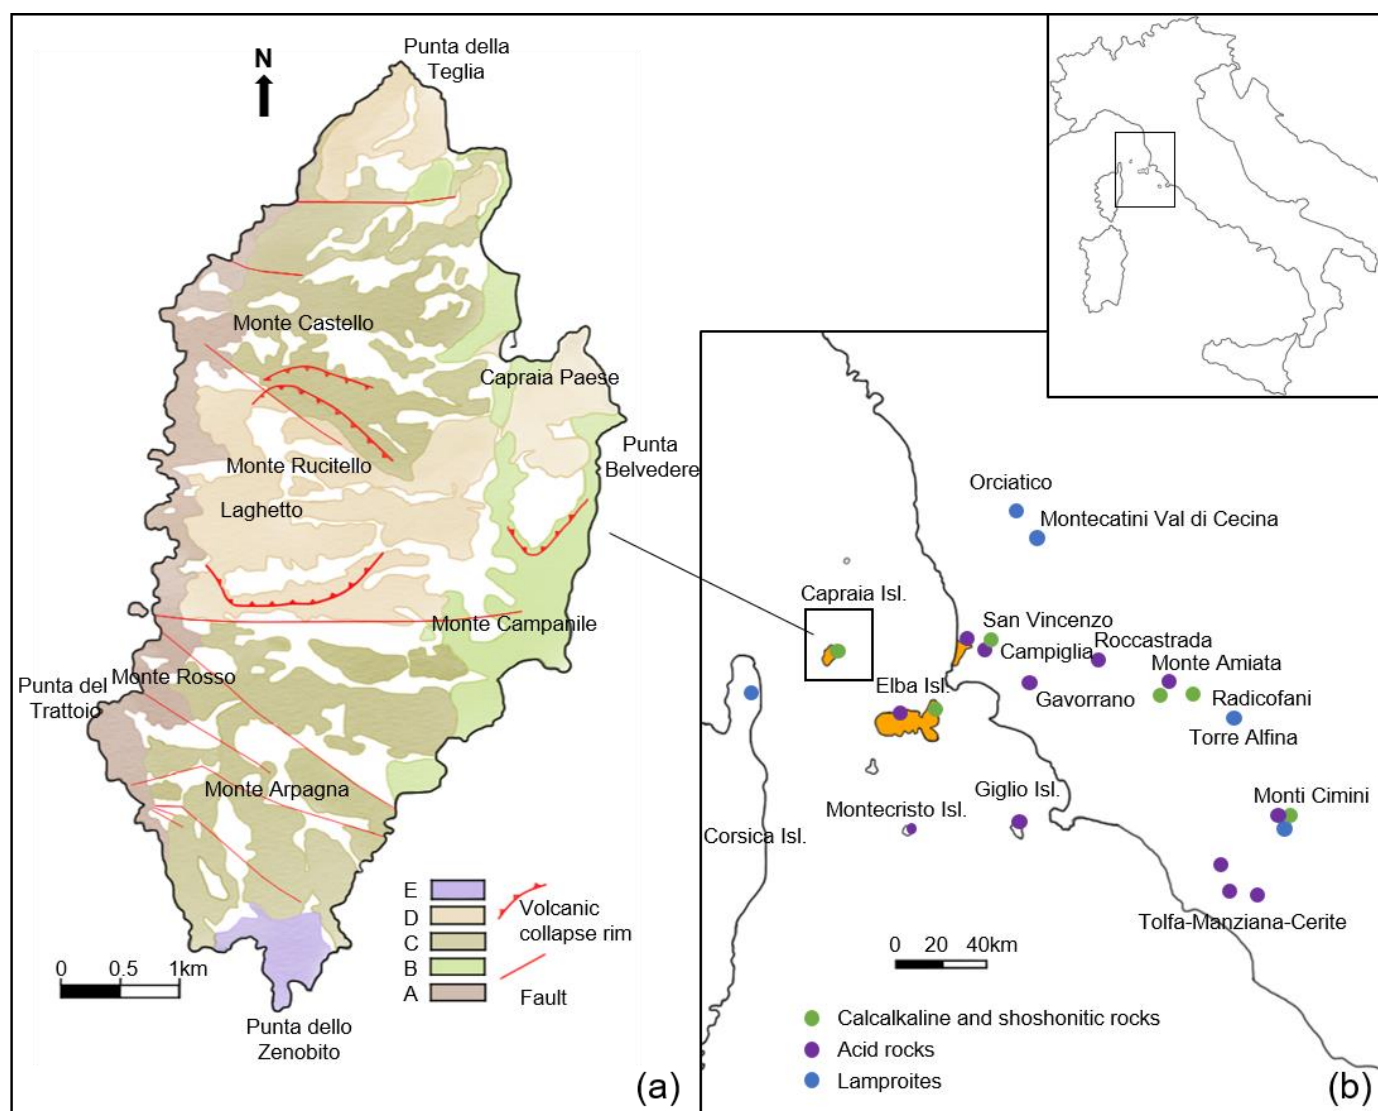 Punta della
Teglia
N
Monte Castello
Capraia Paese
Monte Rucitello
Punta
Belvedere
Laghetto
Monte Campanile
Monte Rosso
Punta del
Trattoio
Monte Arpagna
E
D
C
B
A
Volcanic
collapse rim
Fault
0 0.5 1km
Punta dello
Zenobito
(a)
Orciatico
Montecatini Val di Cecina
Capraia Isl.
San Vincenzo
Campiglia
Roccastrada
Monte Amiata
Elba Isl.
Gavorrano
Radicofani
Torre Alfina
Giglio Isl.
Monti Cimini
Montecristo Isl.
Corsica Isl.
Tolfa-Manziana-Cerite
0 20 40km
Calcalkaline and shoshonitic rocks
Acid rocks
Lamproites
(b)